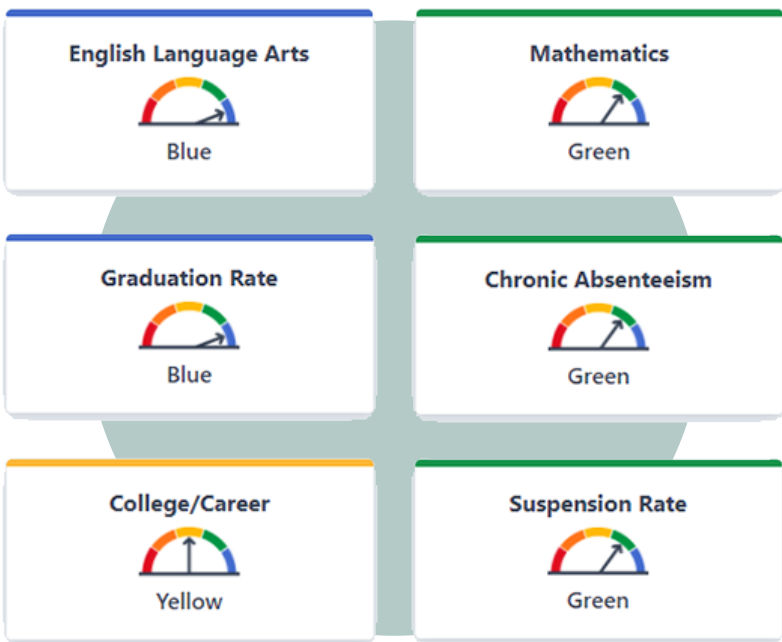 English Language Arts
Blue
Mathematics
Green
Graduation Rate
Blue
Chronic Absenteeism
Green
College/Career
Yellow
Suspension Rate
Green